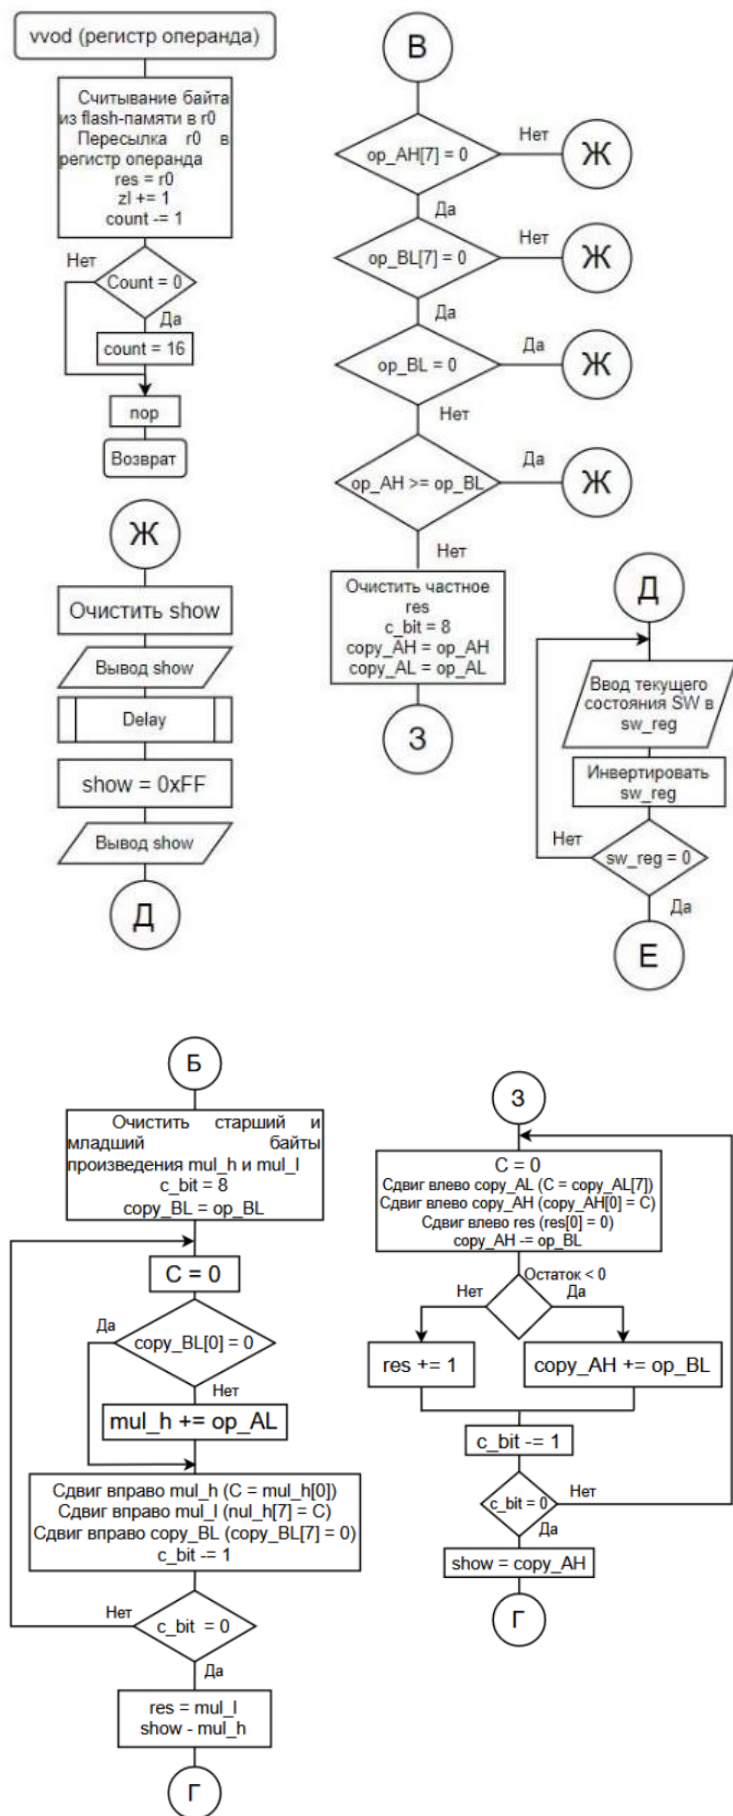 vvod (регистр операнда)
Считывание байта
из flash-памяти в r0
Пересылка r0 в
регистр операнда
res = r0
zl += 1
count -= 1
Нет
Count = 0
Да
count = 16
nop
Возврат
Ж
Очистить show
Вывод show
Delay
show = 0xFF
Вывод show
Д
В
op_AH[7] = 0
Нет
Ж
Да
op_BL[7] = 0
Нет
Ж
Да
op_BL = 0
Да
Ж
Нет
op_AH >= op_BL
Да
Ж
Нет
Очистить частное
res
c_bit = 8
copy_AH = op_AH
copy_AL = op_AL
З
Д
Ввод текущего
состояния SW в
sw_reg
Инвертировать
sw_reg
Нет
sw_reg = 0
Да
Е
Б
Очистить старший и
младший байты
произведения mul_h и mul_l
c_bit = 8
copy_BL = op_BL
C = 0
Да
copy_BL[0] = 0
Нет
mul_h += op_AL
Сдвиг вправо mul_h (C = mul_h[0])
Сдвиг вправо mul_l (nul_h[7] = C)
Сдвиг вправо copy_BL (copy_BL[7] = 0)
c_bit -= 1
Нет
c_bit = 0
Да
res = mul_l
show - mul_h
Г
З
C = 0
Сдвиг влево copy_AL (C = copy_AL[7])
Сдвиг влево copy_AH (copy_AH[0] = C)
Сдвиг влево res (res[0] = 0)
copy_AH -= op_BL
Остаток < 0
Нет
Да
res += 1
copy_AH += op_BL
c_bit -= 1
c_bit = 0
Нет
Да
show = copy_AH
Г